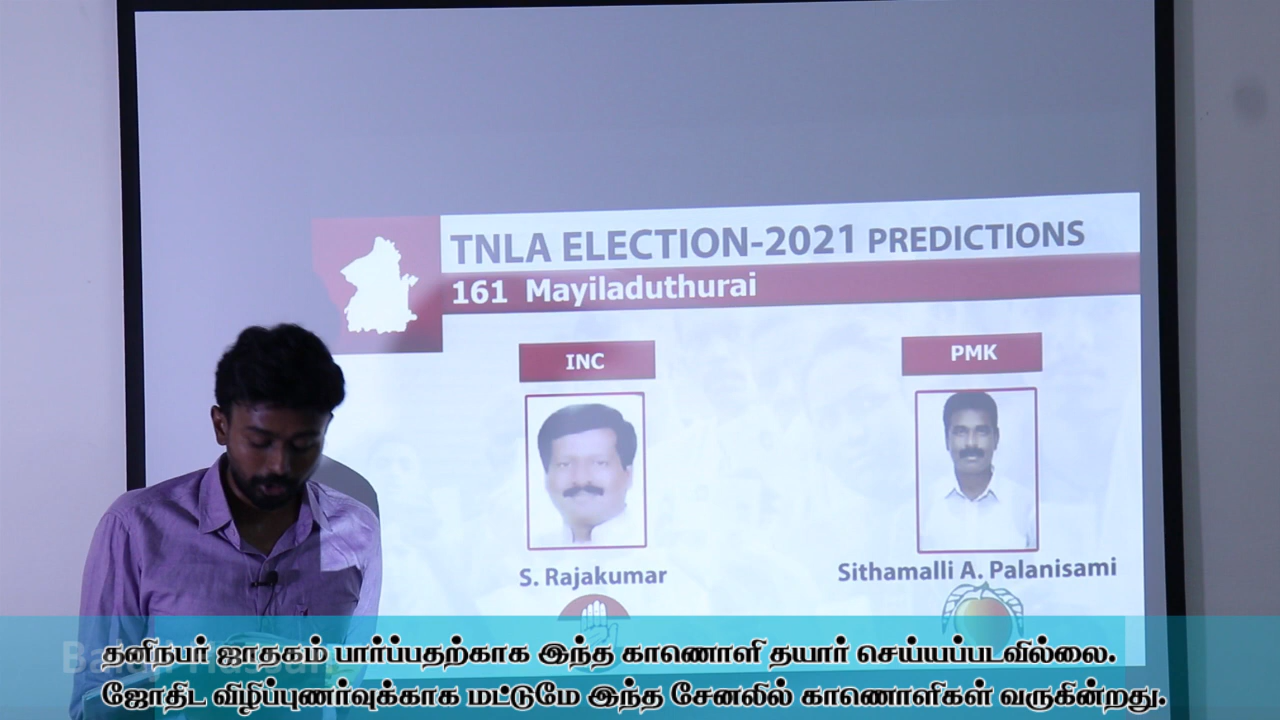 TNLA ELECTION-2021 PREDICTIONS
161 Mayiladuthurai
INC
PMK
S. Rajakumar
Sithamalli A. Palanisami
தனிநபர் ஜாதகம் பார்ப்பதற்காக இந்த காணொளி தயார் செய்யப்படவில்லை.
ஜோதிட விழிப்புணர்வுக்காக மட்டுமே இந்த சேனலில் காணொளிகள் வருகின்றது.